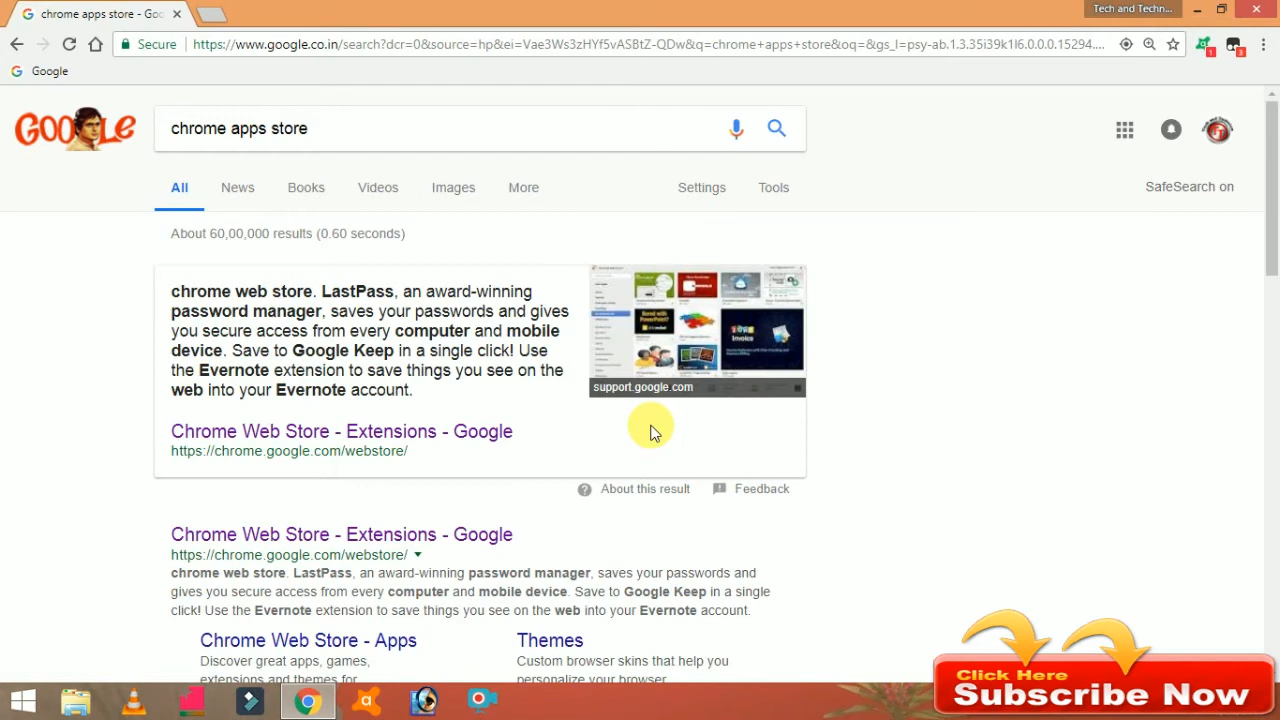 chrome apps store - Goo
Tech and Techn...
Secure
https://www.google.co.in/search?dcr=0&source=hp&ei=Vae3Ws3zHYf5vASBtZ-QDw&q=chrome+apps+store&oq=&gs_l=psy-ab.1.3.35i39k1l6.0.0.0.15294....
1
3
Google
GOOGLE
chrome apps store
All
News
Books
Videos
Images
More
Settings
Tools
SafeSearch on
About 60,00,000 results (0.60 seconds)
chrome web store. LastPass, an award-winning
password manager, saves your passwords and gives
you secure access from every computer and mobile
device. Save to Google Keep in a single click! Use
the Evernote extension to save things you see on the
web into your Evernote account.
support.google.com
Chrome Web Store - Extensions - Google
https://chrome.google.com/webstore/
About this result
Feedback
Chrome Web Store - Extensions - Google
https://chrome.google.com/webstore/
chrome web store. LastPass, an award-winning password manager, saves your passwords and
gives you secure access from every computer and mobile device. Save to Google Keep in a single
click! Use the Evernote extension to save things you see on the web into your Evernote account.
Chrome Web Store - Apps
Discover great apps, games,
extensions and themes for
Themes
Custom browser skins that help you
personalize your browser.
Click Here
Subscribe Now